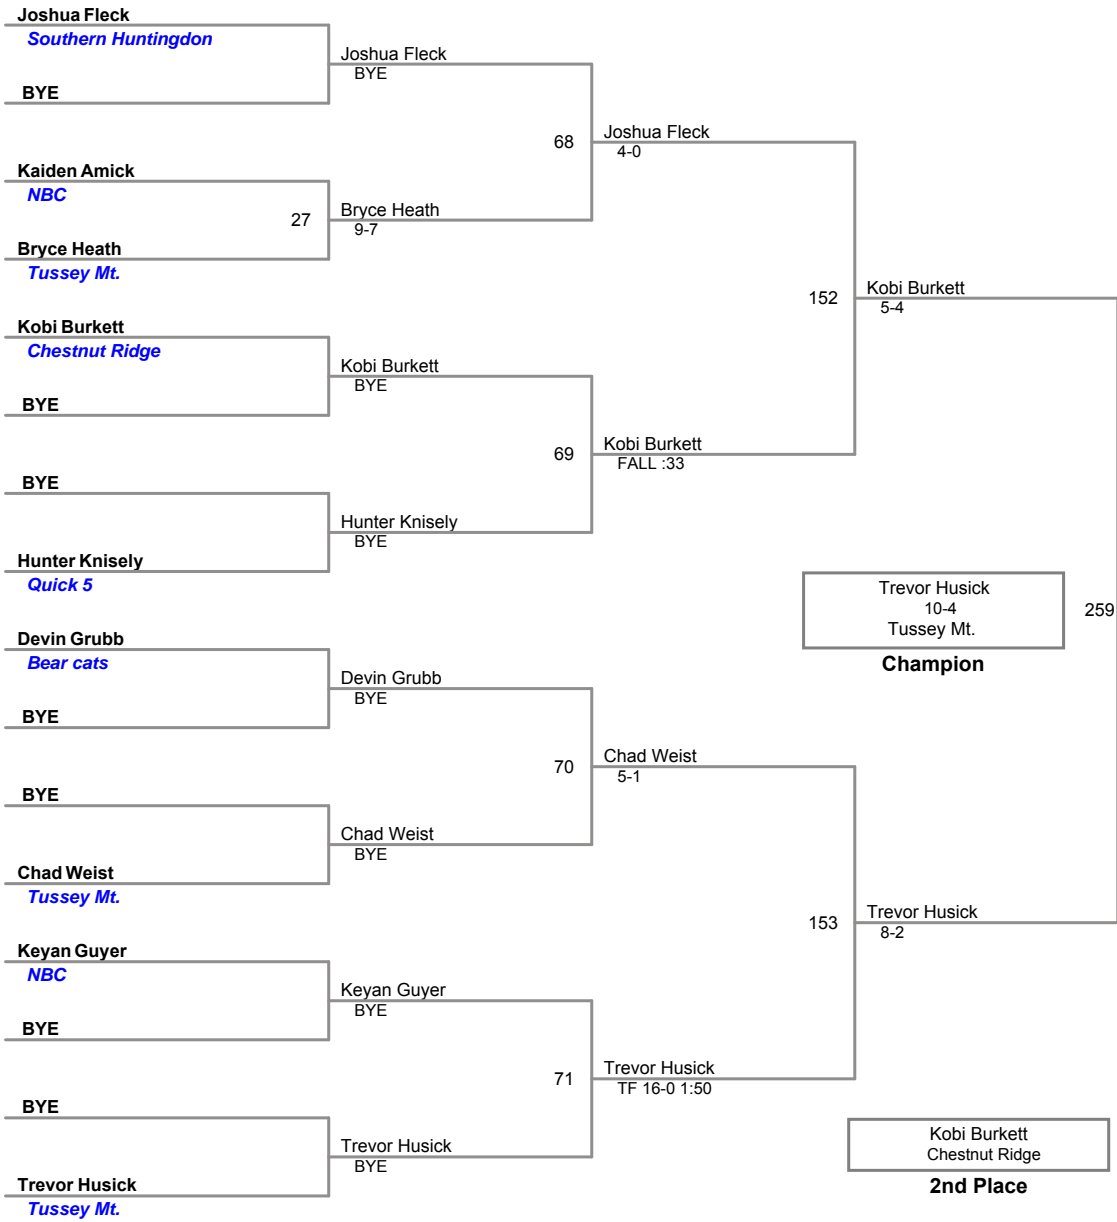 Joshua Fleck
Southern Huntingdon
BYE
Kaiden Amick
NBC
27
Bryce Heath
Tussey Mt.
Kobi Burkett
Chestnut Ridge
BYE
BYE
Hunter Knisely
Quick 5
Devin Grubb
Bear cats
BYE
BYE
Chad Weist
Tussey Mt.
Keyan Guyer
NBC
BYE
BYE
Trevor Husick
Tussey Mt.
Joshua Fleck
BYE
68
Bryce Heath
9-7
Kobi Burkett
BYE
69
Hunter Knisely
BYE
Devin Grubb
BYE
70
Chad Weist
BYE
Keyan Guyer
BYE
71
Trevor Husick
BYE
Joshua Fleck
4-0
152
Kobi Burkett
FALL :33
Chad Weist
5-1
153
Trevor Husick
TF 16-0 1:50
Kobi Burkett
5-4
259
Trevor Husick
8-2
Trevor Husick
10-4
Tussey Mt.
Champion
Kobi Burkett
Chestnut Ridge
2nd Place